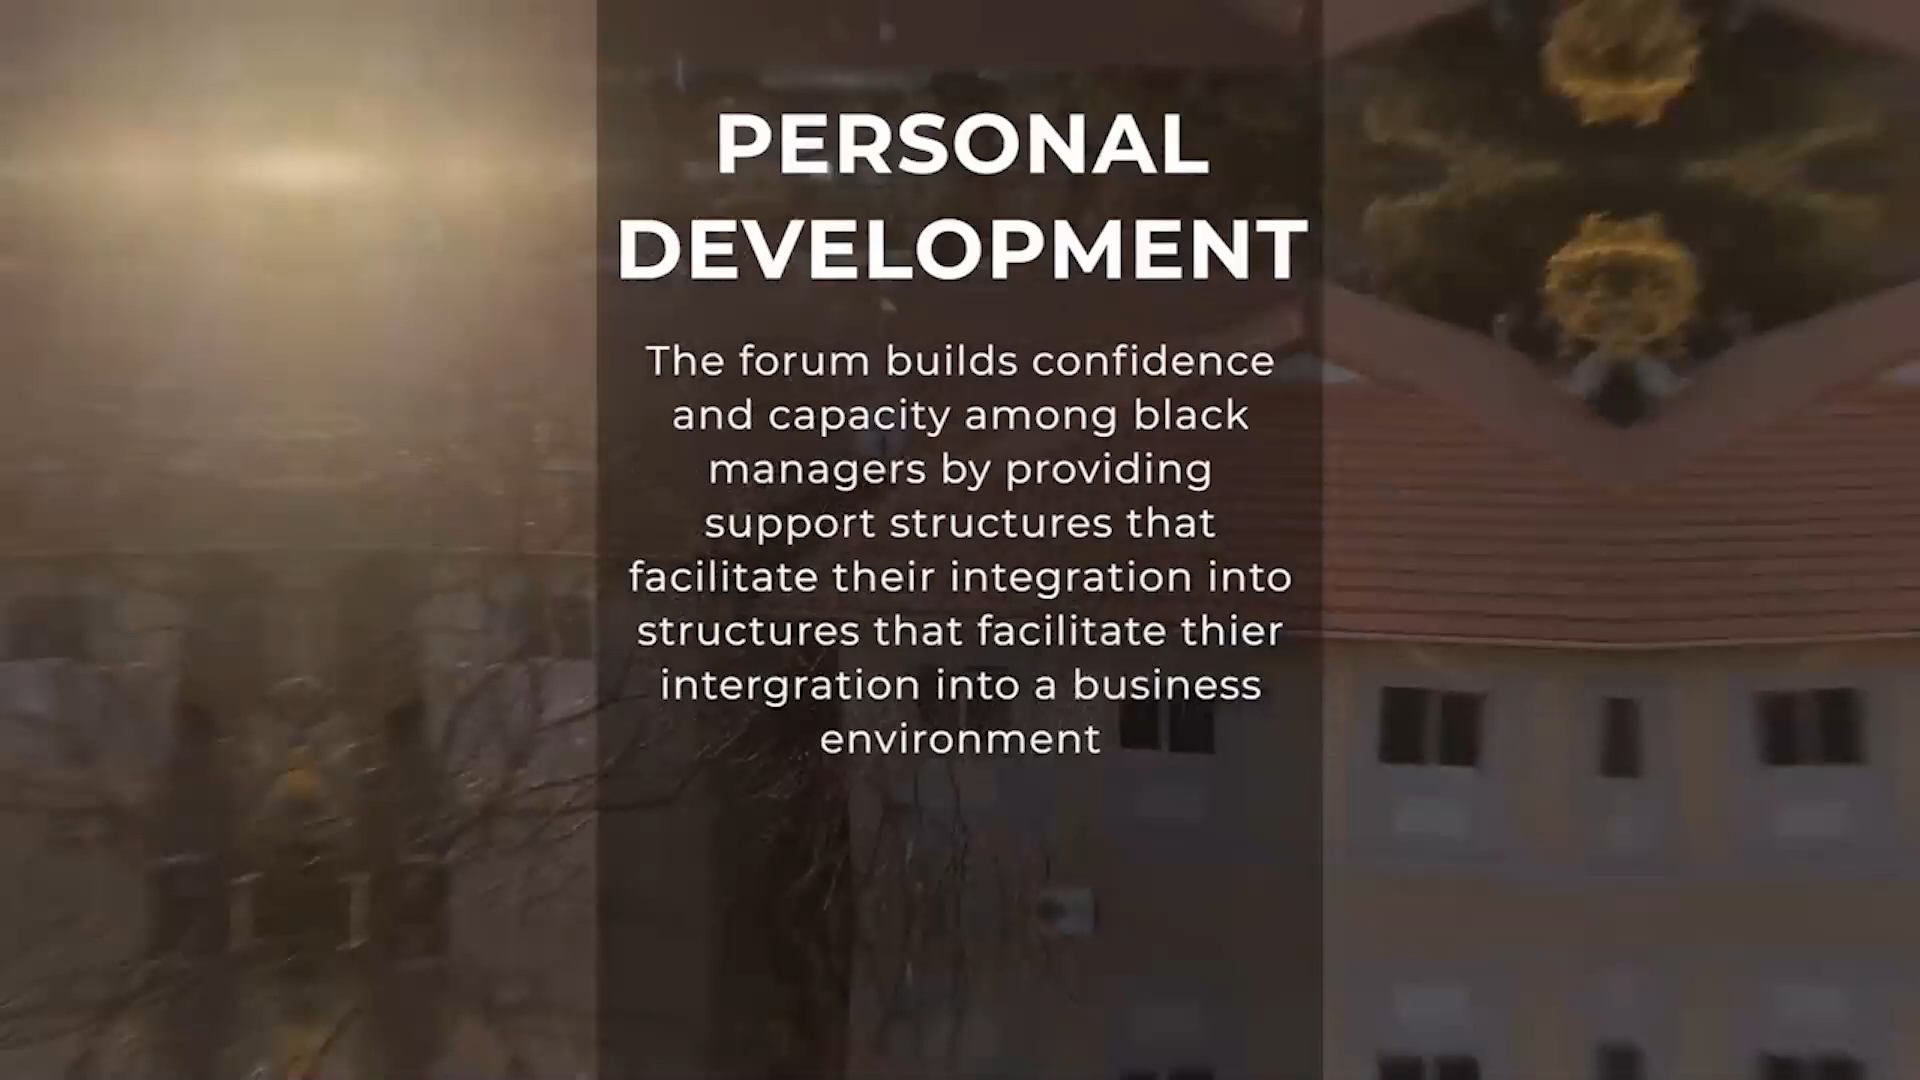 PERSONAL
DEVELOPMENT
The forum builds confidence
and capacity among black
managers by providing
support structures that
facilitate their integration into
structures that facilitate thier
intergration into a business
environment